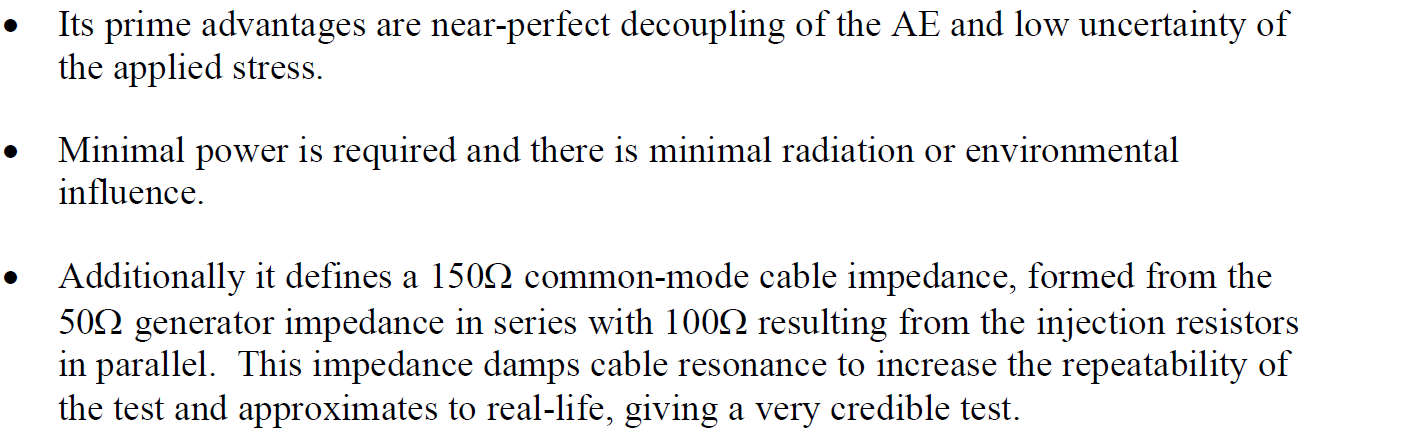 • Its prime advantages are near-perfect decoupling of the AE and low uncertainty of
the applied stress.
• Minimal power is required and there is minimal radiation or environmental
influence.
• Additionally it defines a 150Ω common-mode cable impedance, formed from the
50Ω generator impedance in series with 100Ω resulting from the injection resistors
in parallel.  This impedance damps cable resonance to increase the repeatability of
the test and approximates to real-life, giving a very credible test.